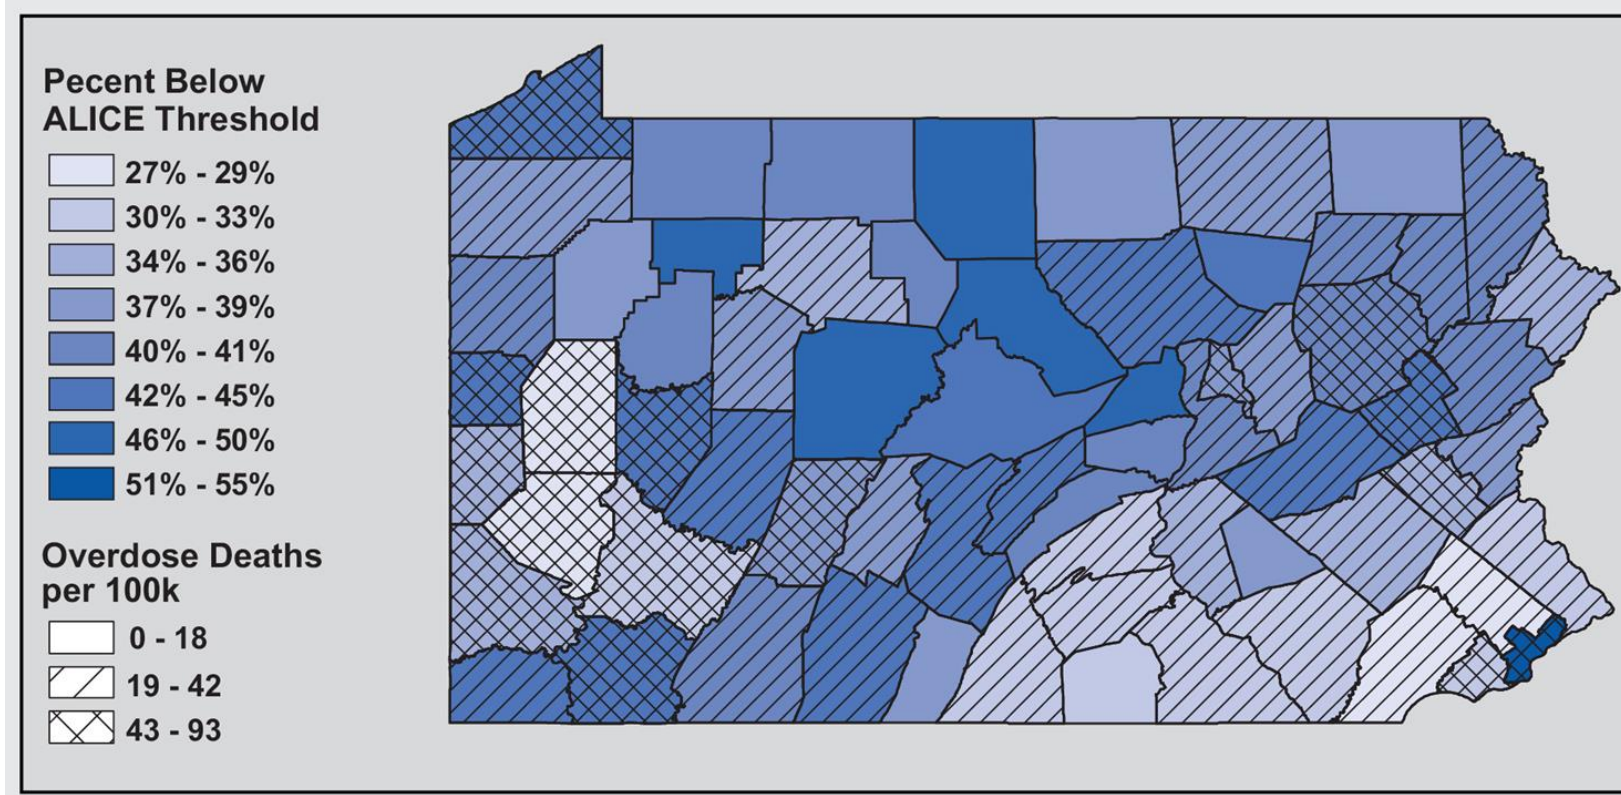 Pecent Below
ALICE Threshold
27% - 29%
30% - 33%
34% - 36%
37% - 39%
40% - 41%
42% - 45%
46% - 50%
51% - 55%
Overdose Deaths
per 100k
0 - 18
19 - 42
43 - 93